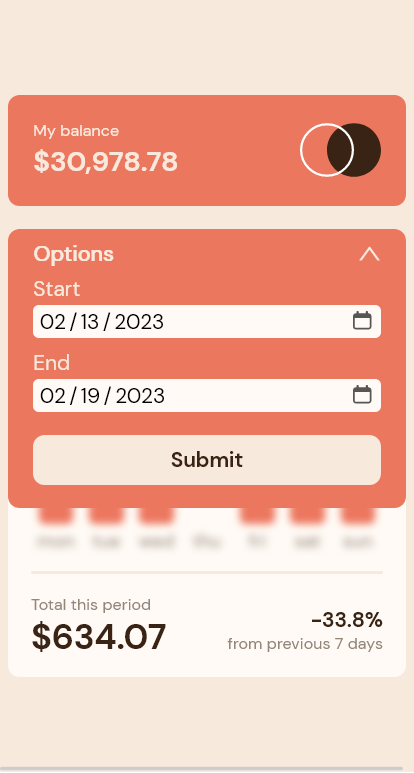 My balance
$30,978.78
Options
Start
02/13/2023
End
02/19/2023
Submit
mon tue wed thu fri sat sun
Total this period
$634.07
-33.8%
from previous 7 days